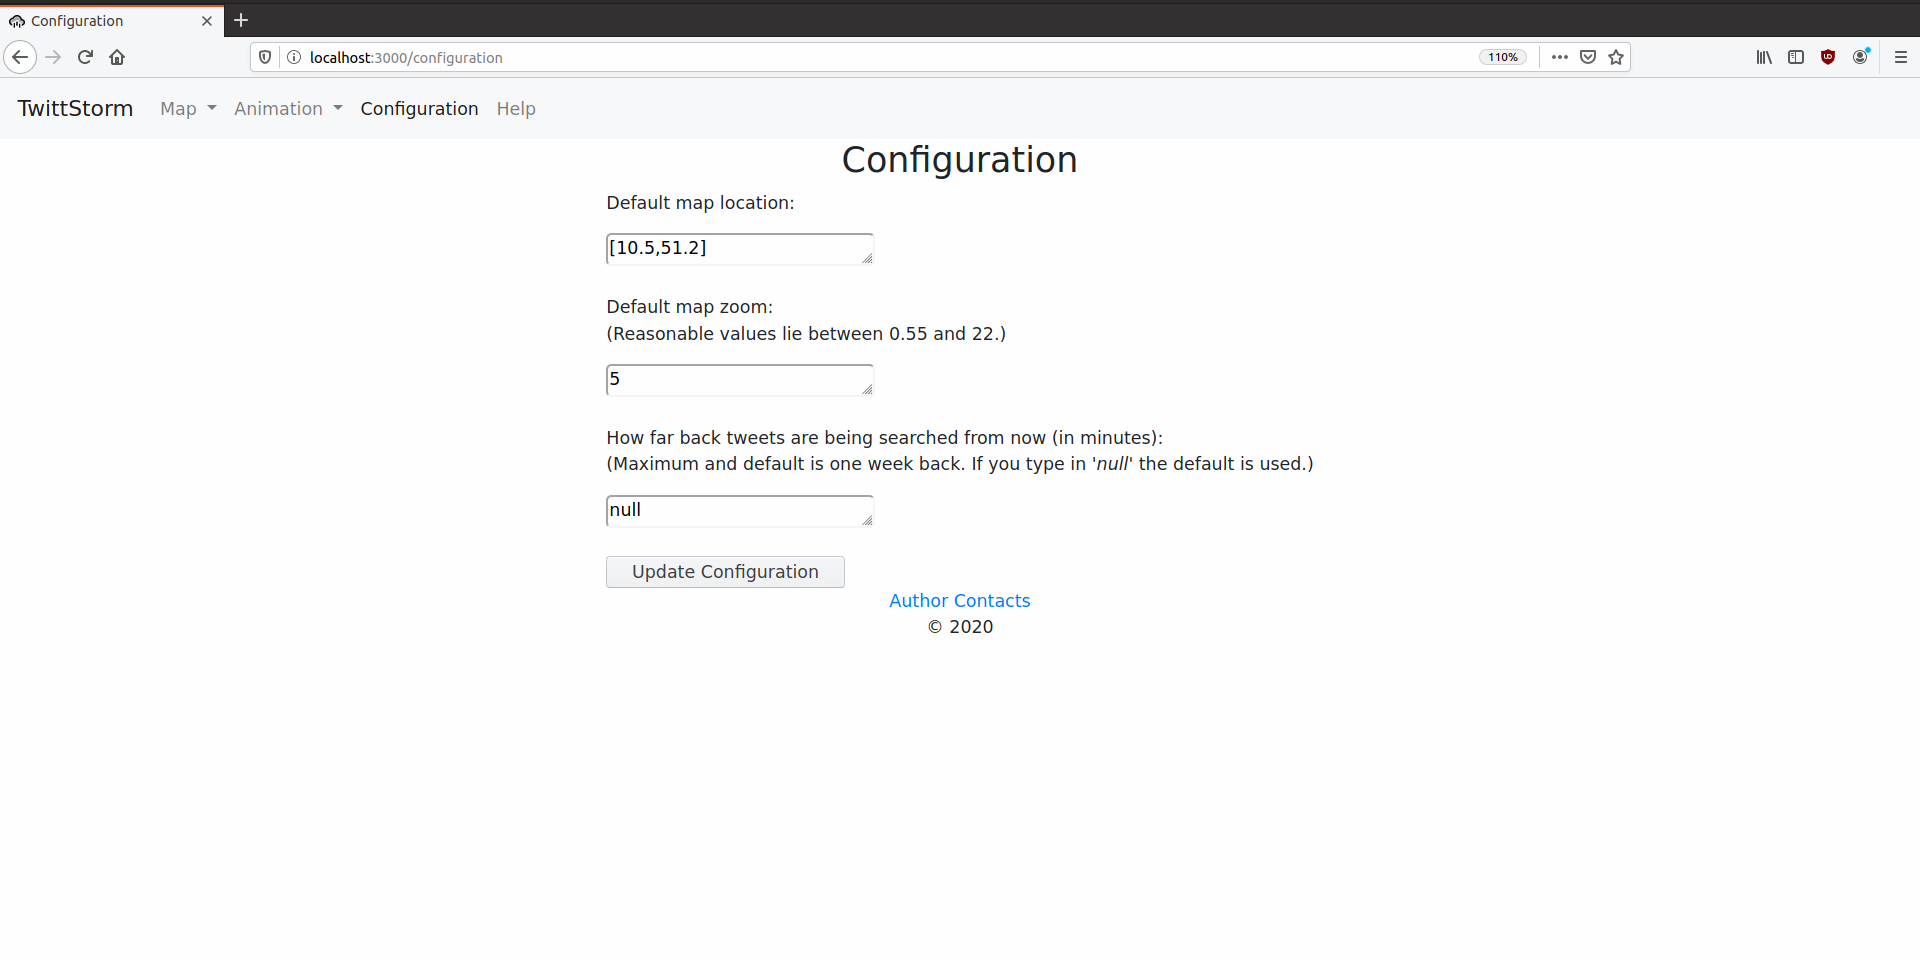 Configuration
localhost:3000/configuration
110%
TwittStorm Map Animation Configuration Help
Configuration
Default map location:
[10.5,51.2]
Default map zoom:
(Reasonable values lie between 0.55 and 22.)
5
How far back tweets are being searched from now (in minutes):
(Maximum and default is one week back. If you type in 'null' the default is used.)
null
Update Configuration
Author Contacts
© 2020